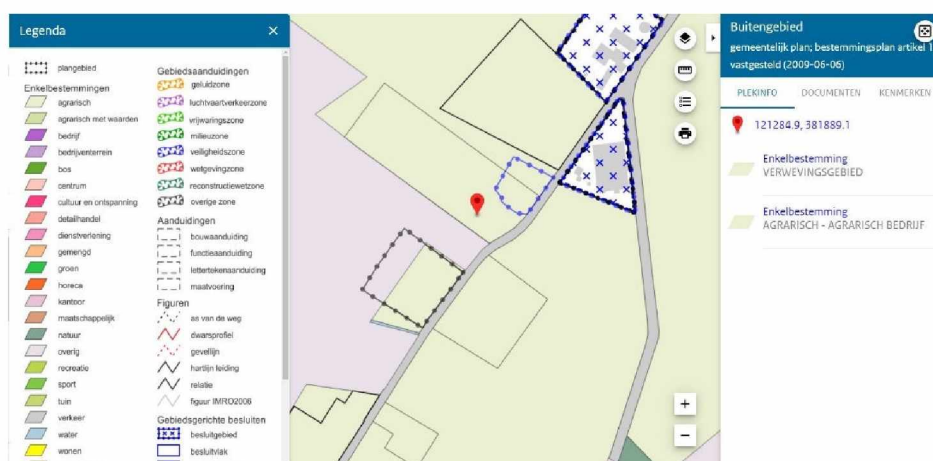 Legenda
plangebied
Enkelbestemmingen
agrarisch
agrarisch met waarden
bedrijf
bedrijventerrein
bos
centrum
cultuur en ontspanning
detailhandel
dienstverlening
gemengd
groen
horeca
kantoor
maatschappelijk
natuur
overig
recreatie
sport
tuin
verkeer
water
wonen
Gebiedsaanduidingen
geluidzone
luchtvaartverkeerzone
vrijwaringszone
milieuzone
veiligheidszone
wetgevingzone
reconstructiewetzone
overige zone
Aanduidingen
bouwaanduiding
functieaanduiding
lettertekenaanduiding
maatvoering
Figuren
as van de weg
dwarsprofiel
gevellijn
hartlijn leiding
relatie
figuur IMRO2006
Gebiedsgerichte besluiten
besluitgebied
besluitvlak
Buitengebied
gemeentelijk plan; bestemmingsplan artikel 1
vastgesteld (2009-06-06)
PLEKINFO DOCUMENTEN KENMERKEN
121284.9, 381889.1
Enkelbestemming
VERWEVINGSGEBIED
Enkelbestemming
AGRARISCH - AGRARISCH BEDRIJF